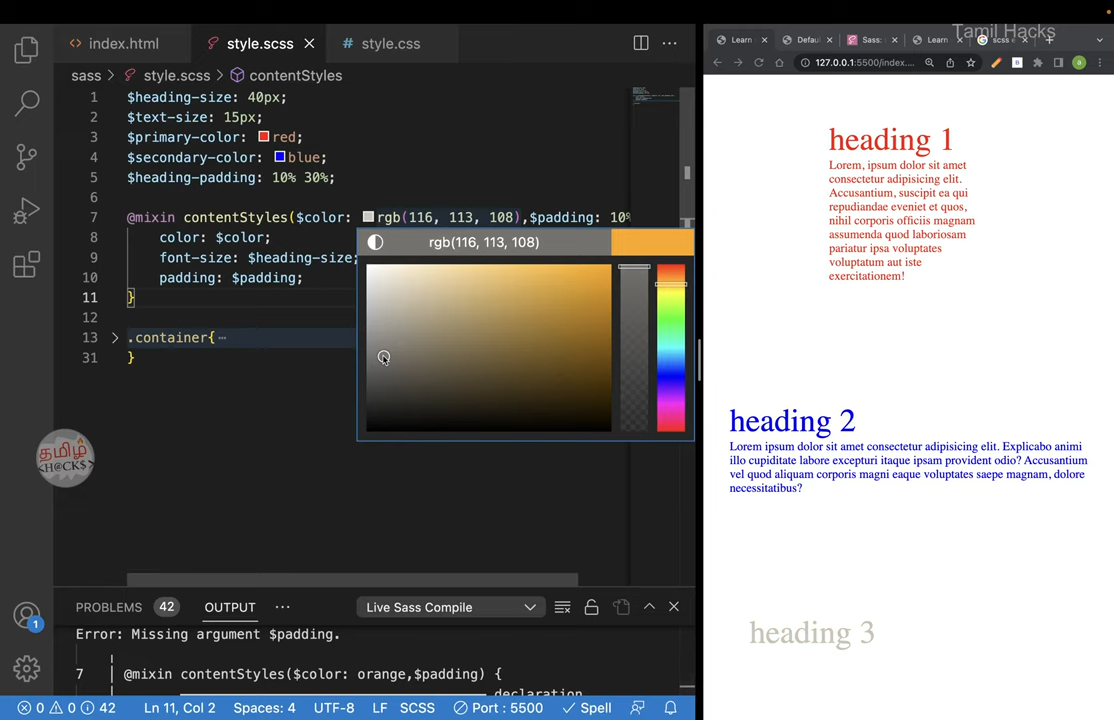 Tamil Hacks
index.html
style.scss
style.css
sass > style.scss > contentStyles
1 $heading-size: 40px;
2 $text-size: 15px;
3 $primary-color: red;
4 $secondary-color: blue;
5 $heading-padding: 10% 30%;
6
7 @mixin contentStyles($color: rgb(116, 113, 108),$padding: 10%
8 color: $color;
9 font-size: $heading-size;
10 padding: $padding;
11 }
12
13 .container{
31 }
rgb(116, 113, 108)
தமிழ்
<H@CK$>
PROBLEMS 42 OUTPUT
Live Sass Compile
Error: Missing argument $padding.
7 @mixin contentStyles($color: orange,$padding) {
declaration
1
0 0 42 Ln 11, Col 2 Spaces: 4 UTF-8 LF SCSS Port : 5500 Spell
Learn
Defau
Sass:
Learn
scss
127.0.0.1:5500/index....
a
heading 1
Lorem, ipsum dolor sit amet
consectetur adipisicing elit.
Accusantium, suscipit ea qui
repudiandae eveniet et quos,
nihil corporis officiis magnam
assumenda quod laboriosam
pariatur ipsa voluptates
voluptatum aut iste
exercitationem!
heading 2
Lorem ipsum dolor sit amet consectetur adipisicing elit. Explicabo animi
illo cupiditate labore excepturi itaque ipsam provident odio? Accusantium
vel quod aliquam corporis magni eaque voluptates saepe magnam, dolore
necessitatibus?
heading 3